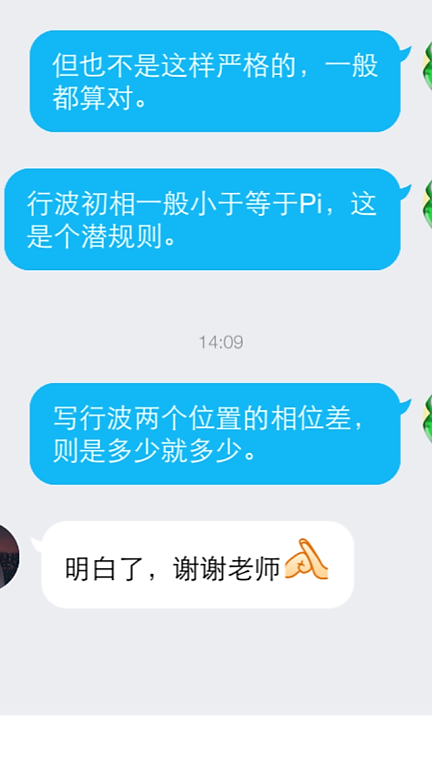 但也不是这样严格的，一般
都算对。
行波初相一般小于等于Pi，这
是个潜规则。
14:09
写行波两个位置的相位差，
则是多少就多少。
明白了，谢谢老师